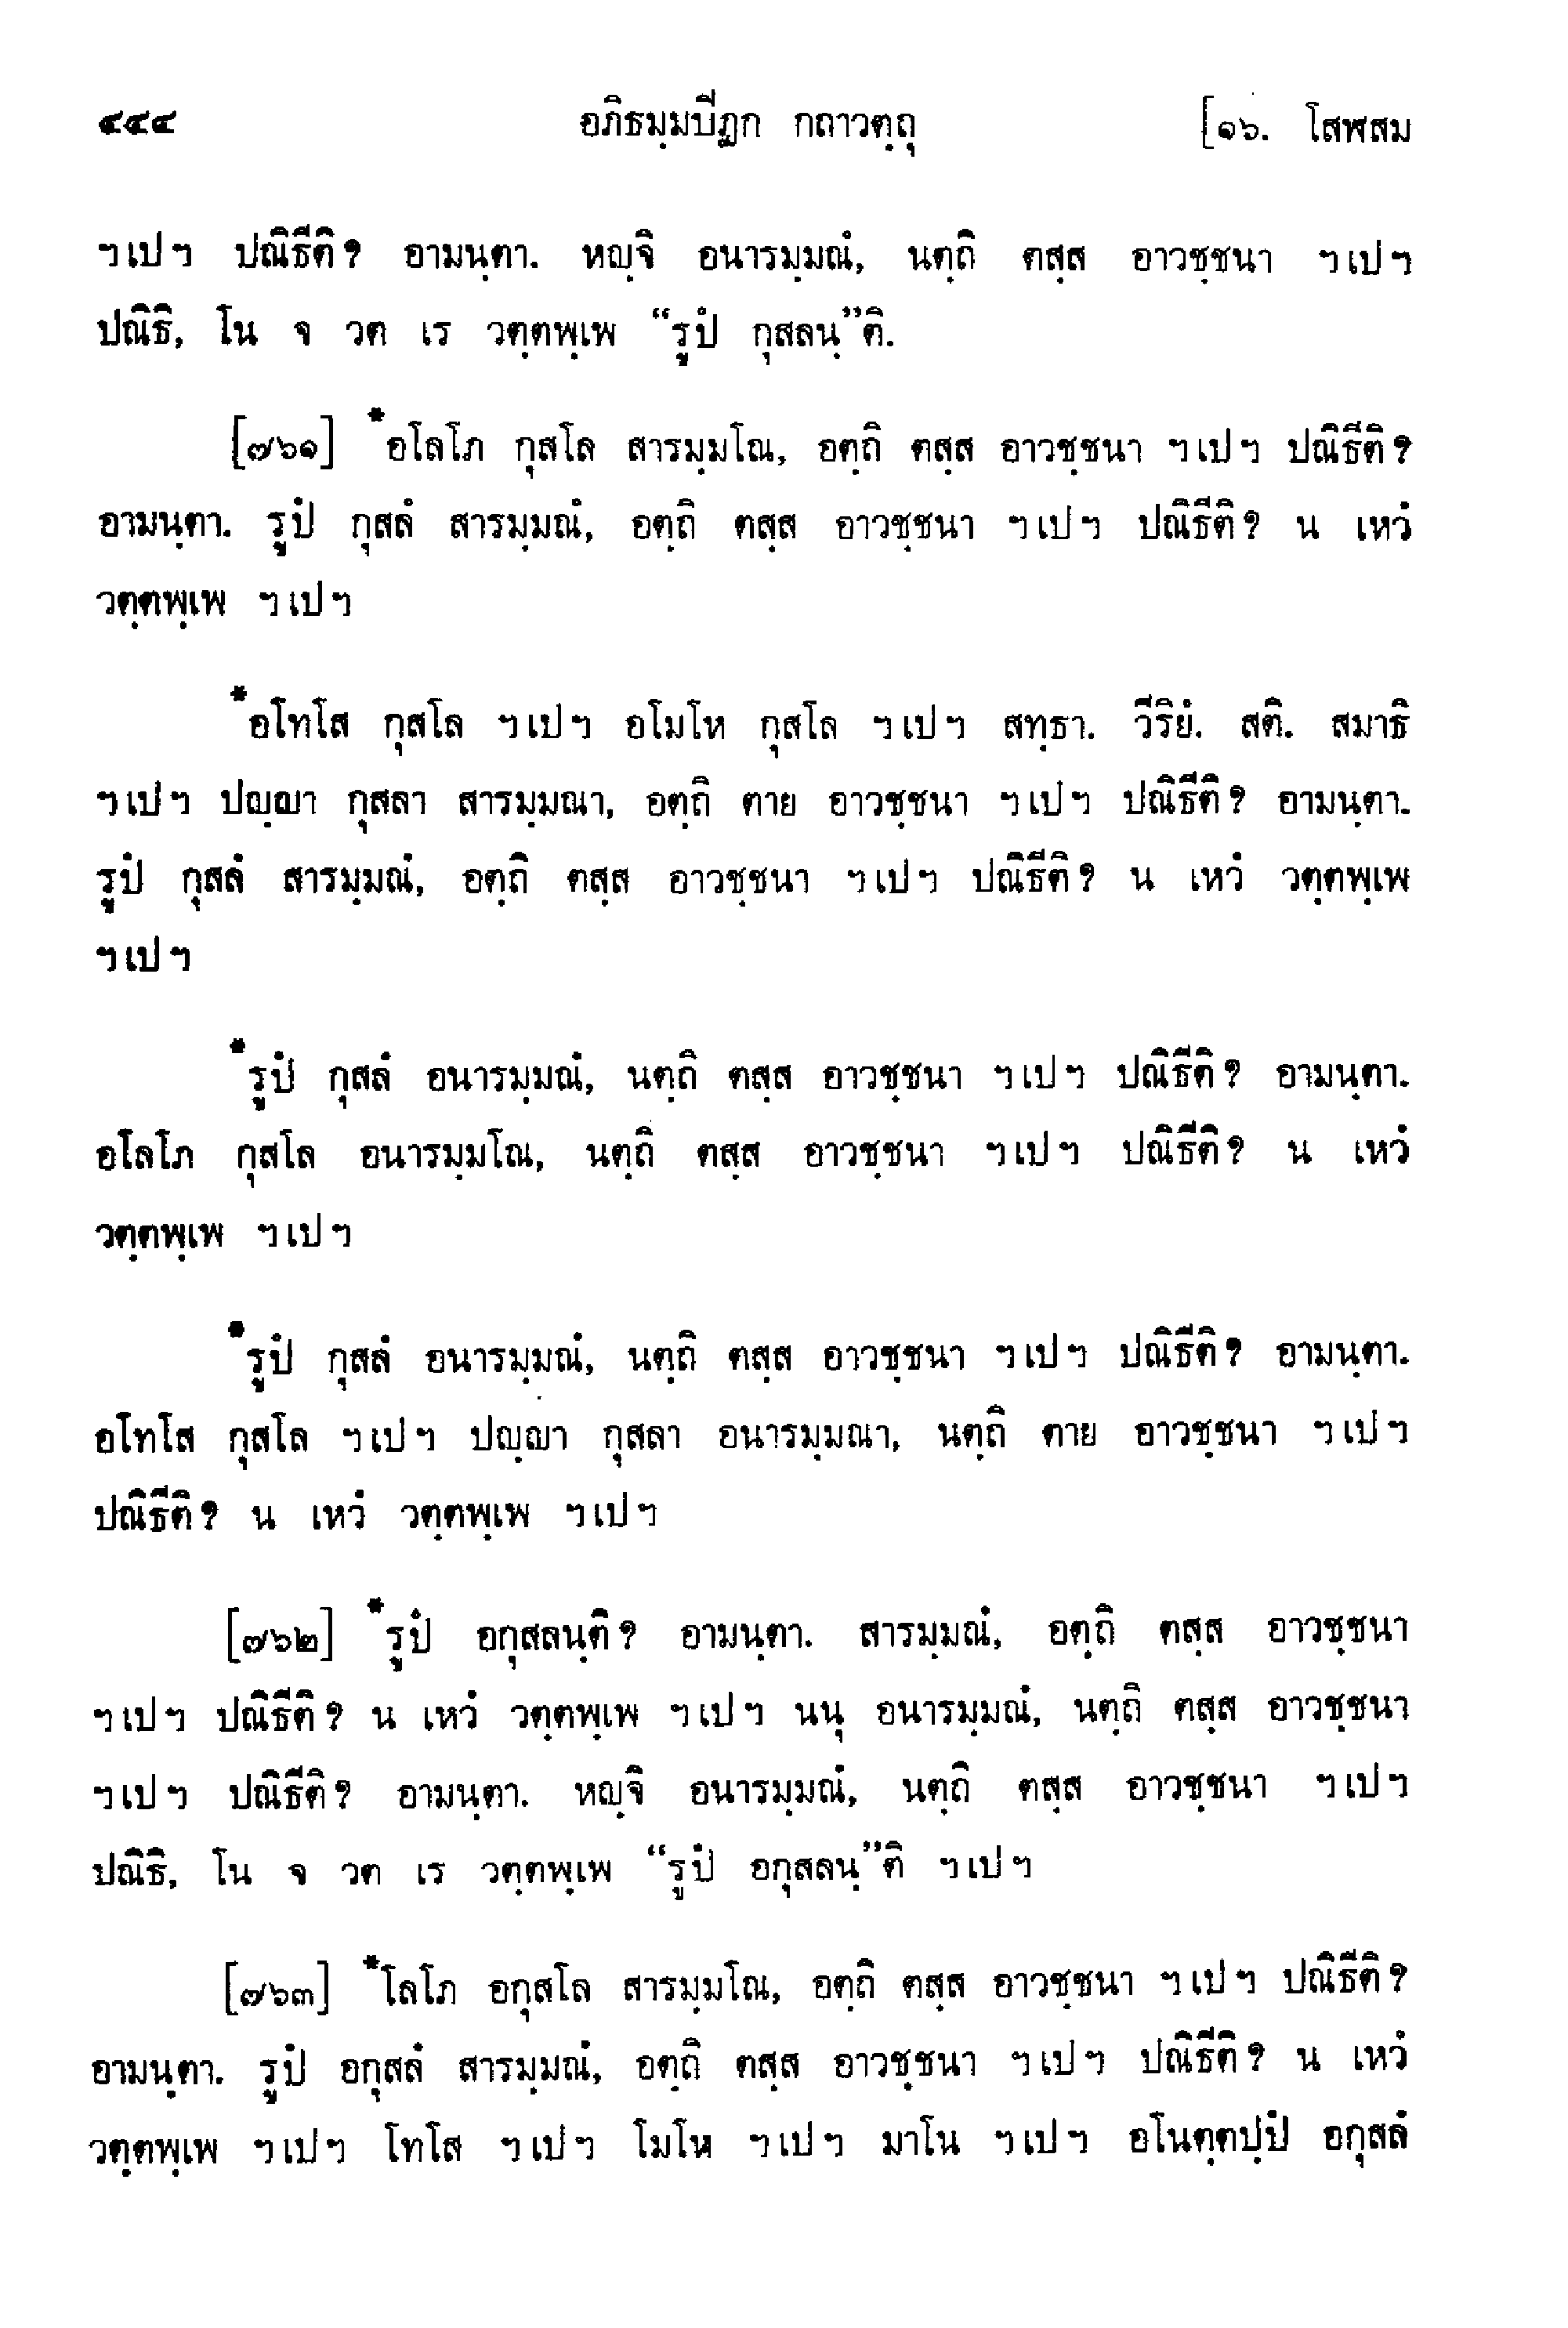 ๔๔๔ อภิธมฺมปีฏก กถาวตฺถุ [๑๖. โสฬสม
ฯเปฯ ปณิธีติ? อามนฺตา. หญฺจิ อนารมฺมณํ, นตฺถิ ตสฺส อาวชฺชนา ฯเปฯ
ปณิธิ, โน จ วต เร วตฺตพฺเพ “รูปํ กุสลนฺ”ติ.
[๗๖๑] *อโลโภ กุสโล สารมฺมโณ, อตฺถิ ตสฺส อาวชฺชนา ฯเปฯ ปณิธีติ?
อามนฺตา. รูปํ กุสลํ สารมฺมณํ, อตฺถิ ตสฺส อาวชฺชนา ฯเปฯ ปณิธีติ? น เหวํ
วตฺตพฺเพ ฯเปฯ
*อโทโส กุสโล ฯเปฯ อโมโห กุสโล ฯเปฯ สทฺธา. วีริยํ. สติ. สมาธิ
ฯเปฯ ปญฺญา กุสลา สารมฺมณา, อตฺถิ ตาย อาวชฺชนา ฯเปฯ ปณิธีติ? อามนฺตา.
รูปํ กุสลํ สารมฺมณํ, อตฺถิ ตสฺส อาวชฺชนา ฯเปฯ ปณิธีติ? น เหวํ วตฺตพฺเพ
ฯเปฯ
*รูปํ กุสลํ อนารมฺมณํ, นตฺถิ ตสฺส อาวชฺชนา ฯเปฯ ปณิธีติ? อามนฺตา.
อโลโภ กุสโล อนารมฺมโณ, นตฺถิ ตสฺส อาวชฺชนา ฯเปฯ ปณิธีติ? น เหวํ
วตฺตพฺเพ ฯเปฯ
*รูปํ กุสลํ อนารมฺมณํ, นตฺถิ ตสฺส อาวชฺชนา ฯเปฯ ปณิธีติ? อามนฺตา.
อโทโส กุสโล ฯเปฯ ปญฺญา กุสลา อนารมฺมณา, นตฺถิ ตาย อาวชฺชนา ฯเปฯ
ปณิธีติ? น เหวํ วตฺตพฺเพ ฯเปฯ
[๗๖๒] *รูปํ อกุสลนฺติ? อามนฺตา. สารมฺมณํ, อตฺถิ ตสฺส อาวชฺชนา
ฯเปฯ ปณิธีติ? น เหวํ วตฺตพฺเพ ฯเปฯ นนุ อนารมฺมณํ, นตฺถิ ตสฺส อาวชฺชนา
ฯเปฯ ปณิธีติ? อามนฺตา. หญฺจิ อนารมฺมณํ, นตฺถิ ตสฺส อาวชฺชนา ฯเปฯ
ปณิธิ, โน จ วต เร วตฺตพฺเพ “รูปํ อกุสลนฺ”ติ ฯเปฯ
[๗๖๓] *โลโภ อกุสโล สารมฺมโณ, อตฺถิ ตสฺส อาวชฺชนา ฯเปฯ ปณิธีติ?
อามนฺตา. รูปํ อกุสลํ สารมฺมณํ, อตฺถิ ตสฺส อาวชฺชนา ฯเปฯ ปณิธีติ? น เหวํ
วตฺตพฺเพ ฯเปฯ โทโส ฯเปฯ โมโห ฯเปฯ มาโน ฯเปฯ อโนตฺตปฺปํ อกุสลํ